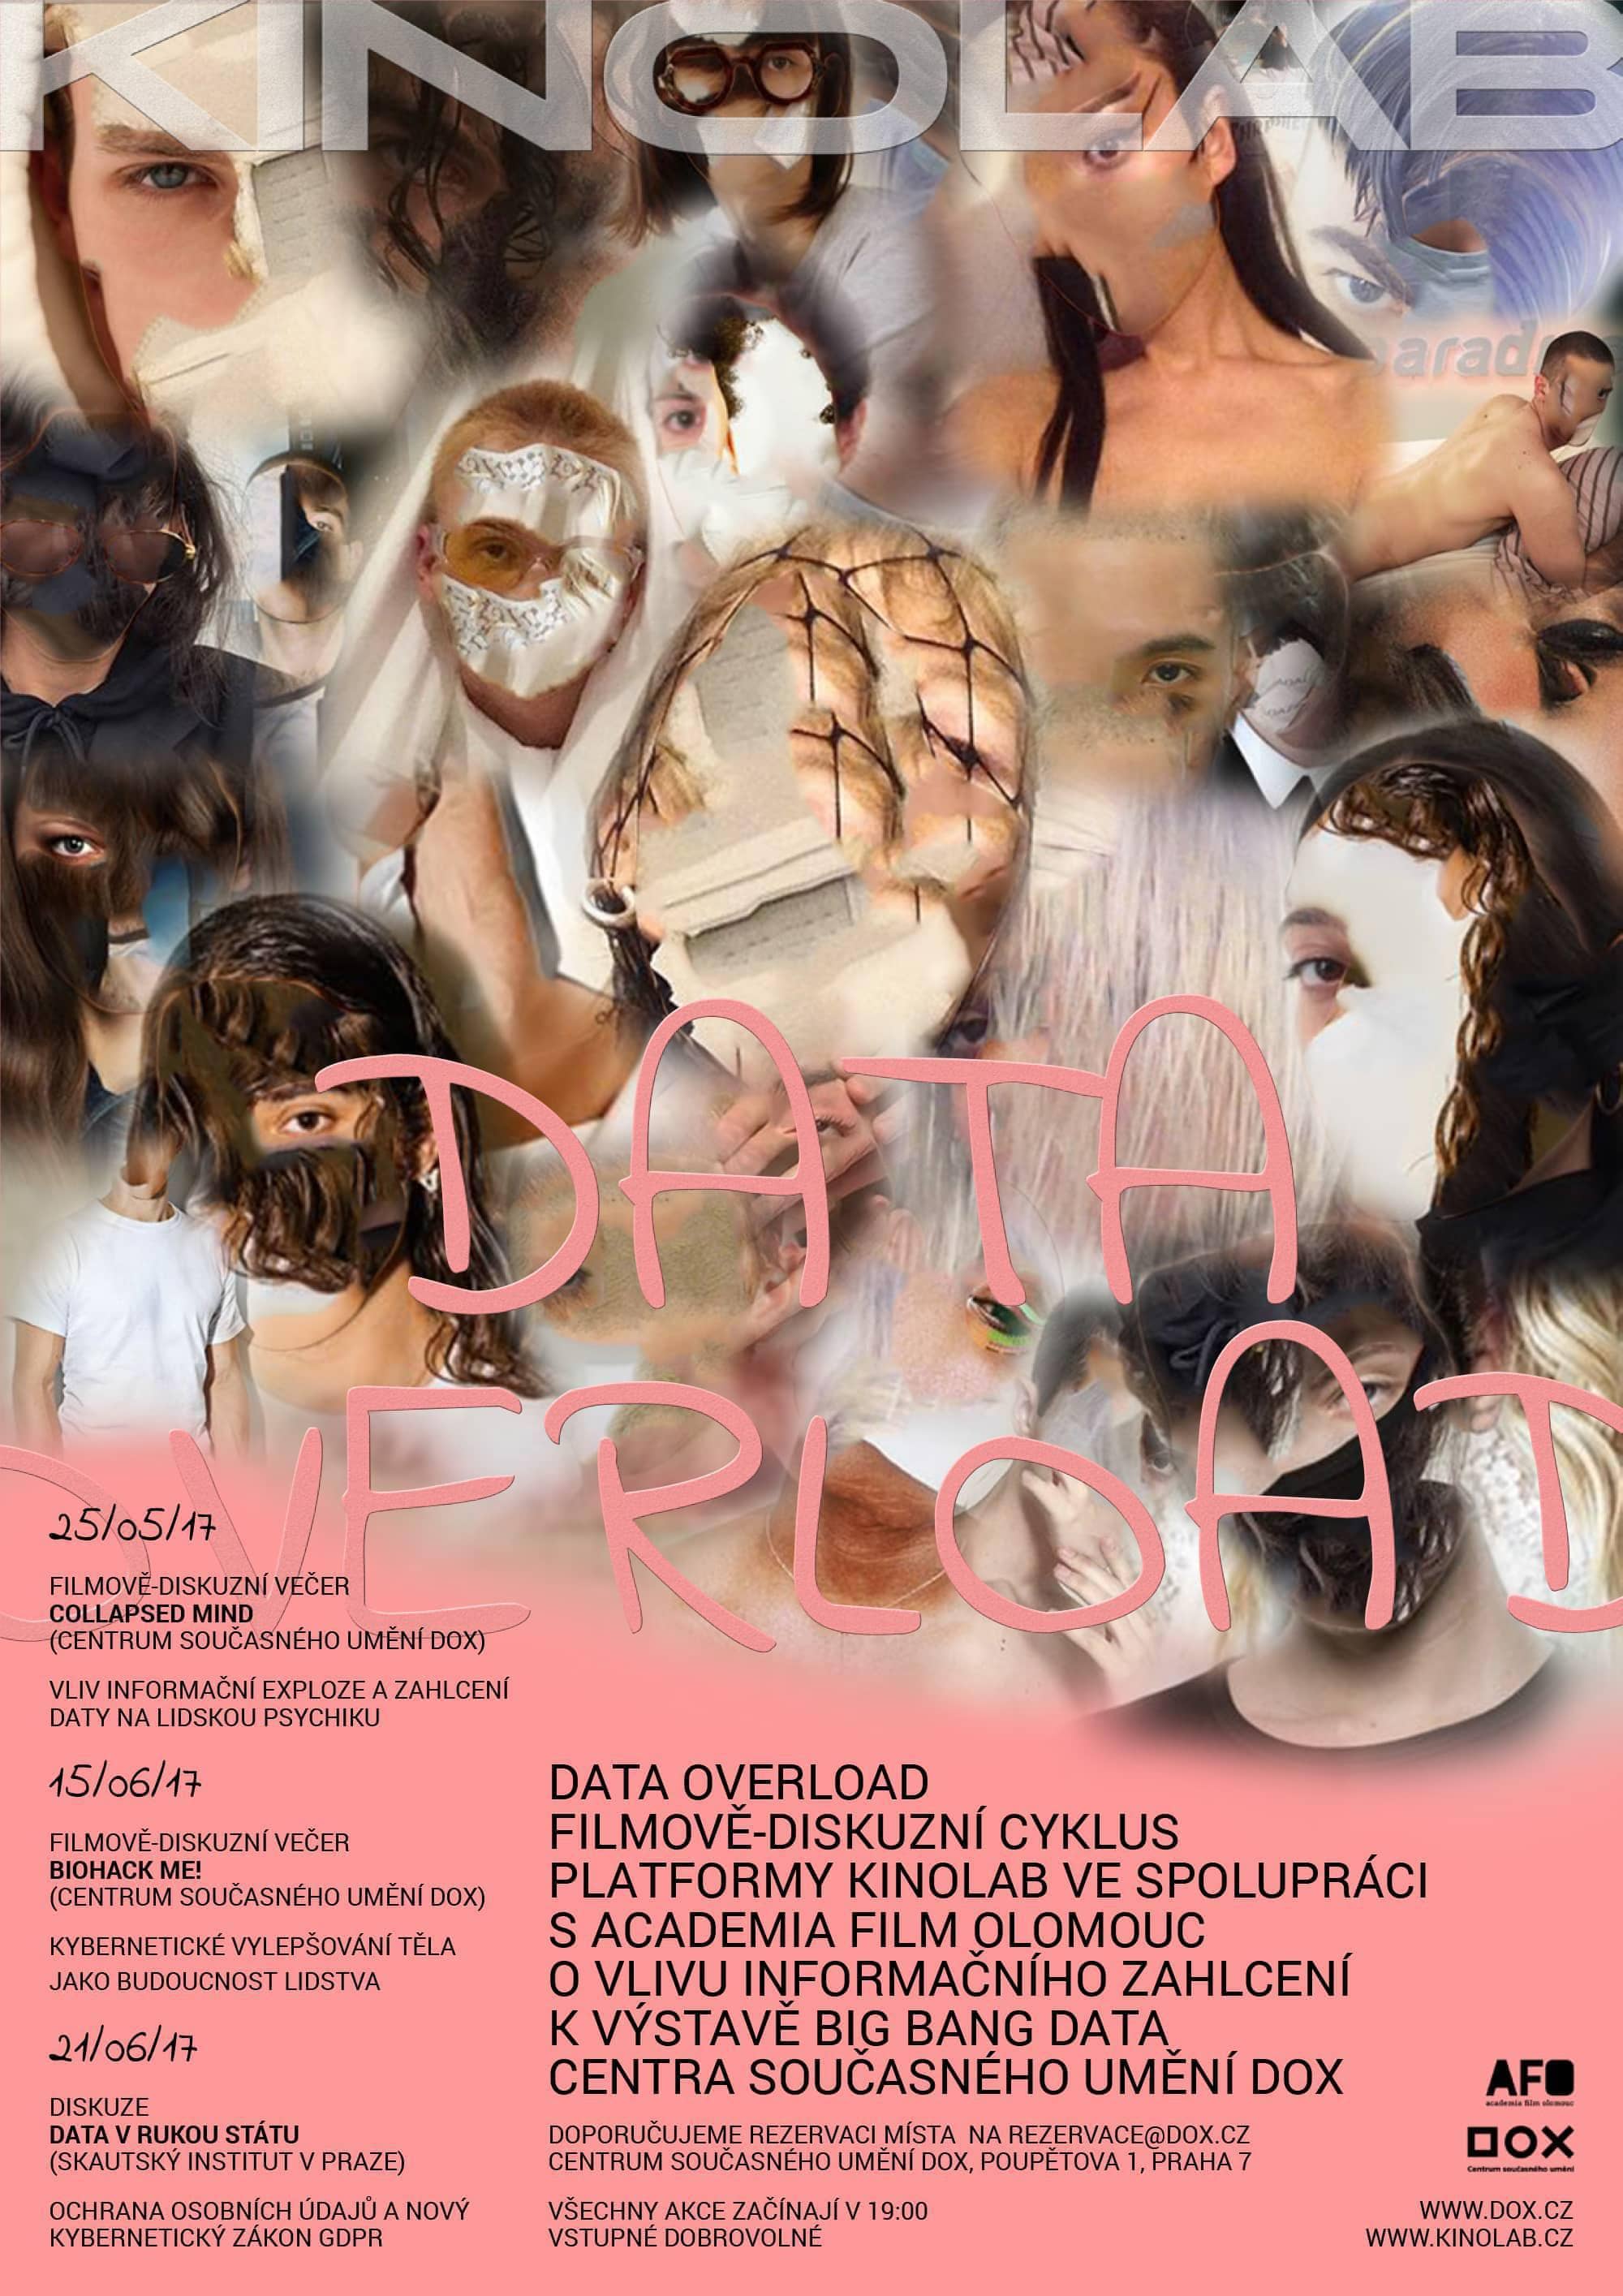 KINOLAB
DATA
OVERLOAD
25/05/17
FILMOVĚ-DISKUZNÍ VEČER
COLLAPSED MIND
(CENTRUM SOUČASNÉHO UMĚNÍ DOX)
VLIV INFORMAČNÍ EXPLOZE A ZAHLCENÍ
DATY NA LIDSKOU PSYCHIKU
15/06/17
FILMOVĚ-DISKUZNÍ VEČER
BIOHACK ME!
(CENTRUM SOUČASNÉHO UMĚNÍ DOX)
KYBERNETICKÉ VYLEPŠOVÁNÍ TĚLA
JAKO BUDOUCNOST LIDSTVA
21/06/17
DISKUZE
DATA V RUKOU STÁTU
(SKAUTSKÝ INSTITUT V PRAZE)
OCHRANA OSOBNÍCH ÚDAJŮ A NOVÝ
KYBERNETICKÝ ZÁKON GDPR
DATA OVERLOAD
FILMOVĚ-DISKUZNÍ CYKLUS
PLATFORMY KINOLAB VE SPOLUPRÁCI
S ACADEMIA FILM OLOMOUC
O VLIVU INFORMAČNÍHO ZAHLCENÍ
K VÝSTAVĚ BIG BANG DATA
CENTRA SOUČASNÉHO UMĚNÍ DOX
DOPORUČUJEME REZERVACI MÍSTA NA REZERVACE@DOX.CZ
CENTRUM SOUČASNÉHO UMĚNÍ DOX, POUPĚTOVA 1, PRAHA 7
VŠECHNY AKCE ZAČÍNAJÍ V 19:00
VSTUPNÉ DOBROVOLNÉ
AFO
academia film olomouc
DOX
Centrum současného umění
WWW.DOX.CZ
WWW.KINOLAB.CZ